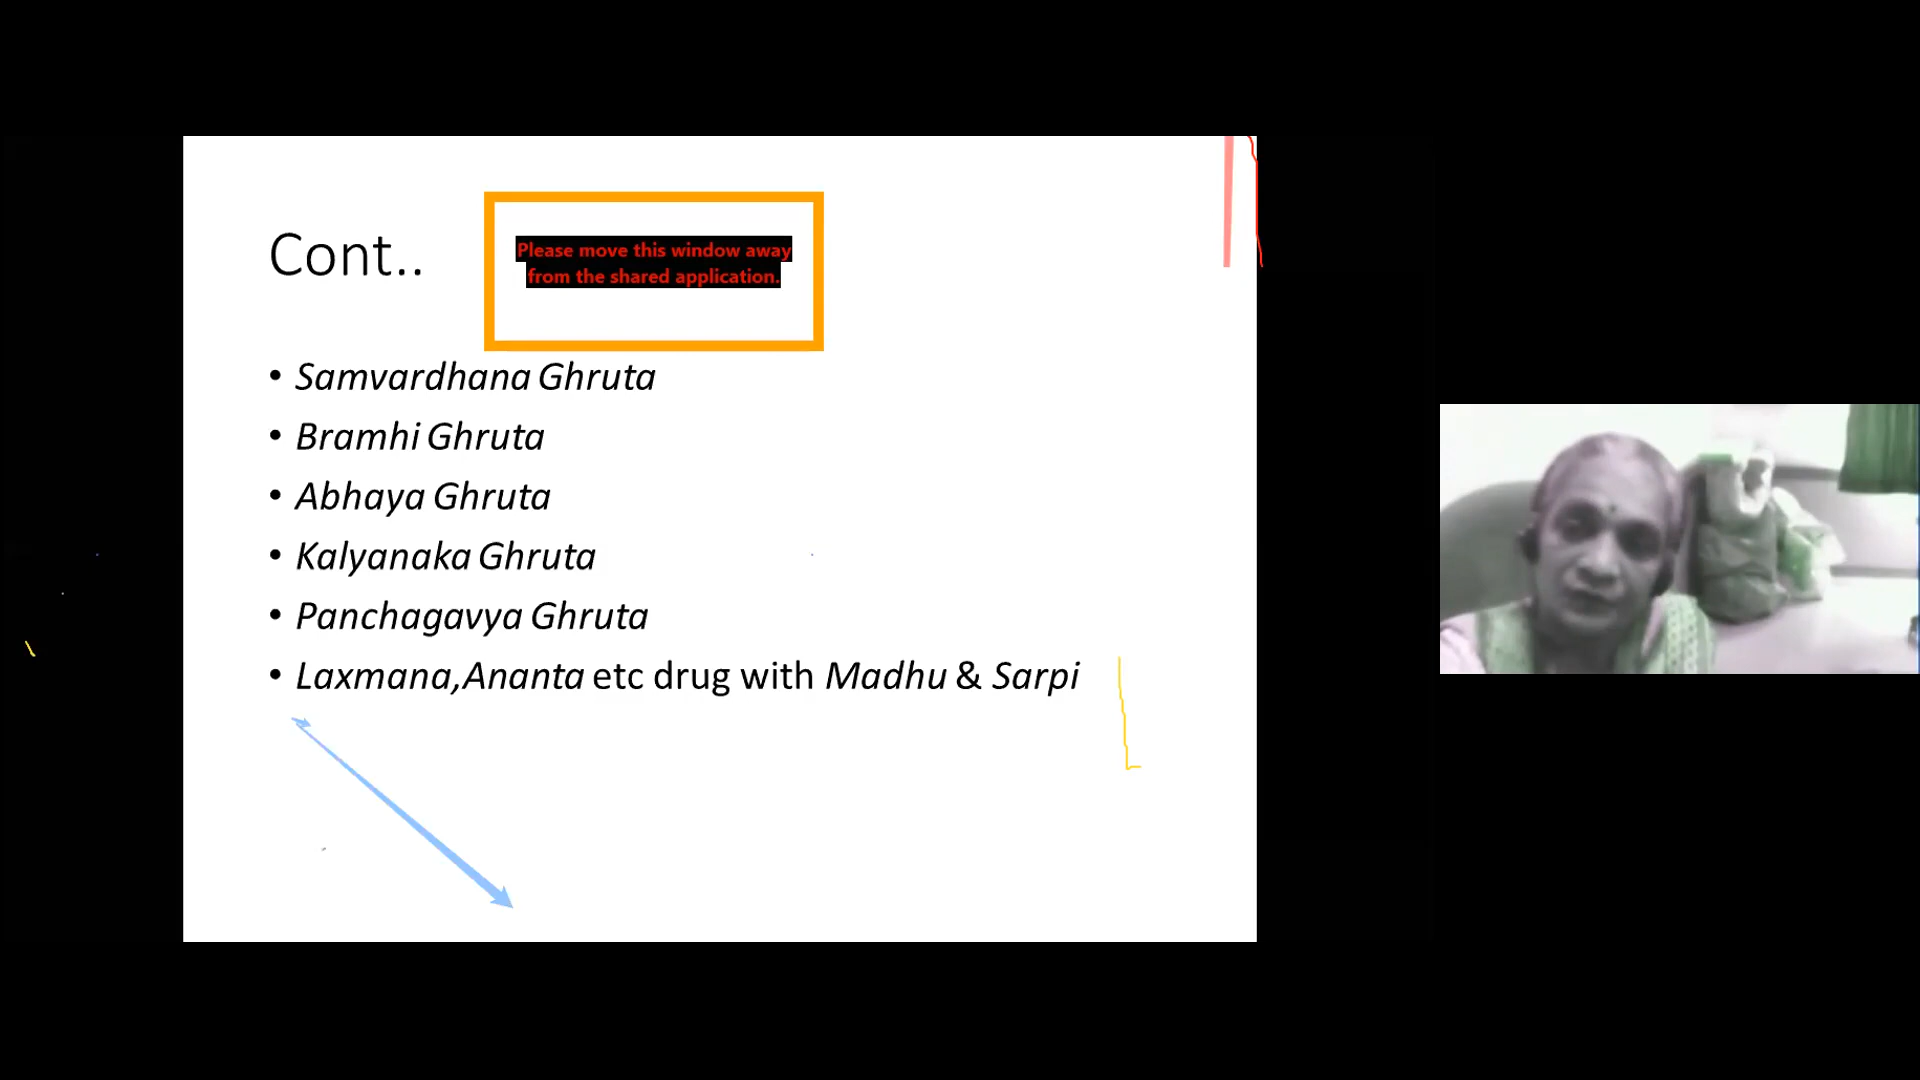 Cont..
Please move this window away
from the shared application.
• Samvardhana Ghruta
• Bramhi Ghruta
• Abhaya Ghruta
• Kalyanaka Ghruta
• Panchagavya Ghruta
• Laxmana,Ananta etc drug with Madhu & Sarpi